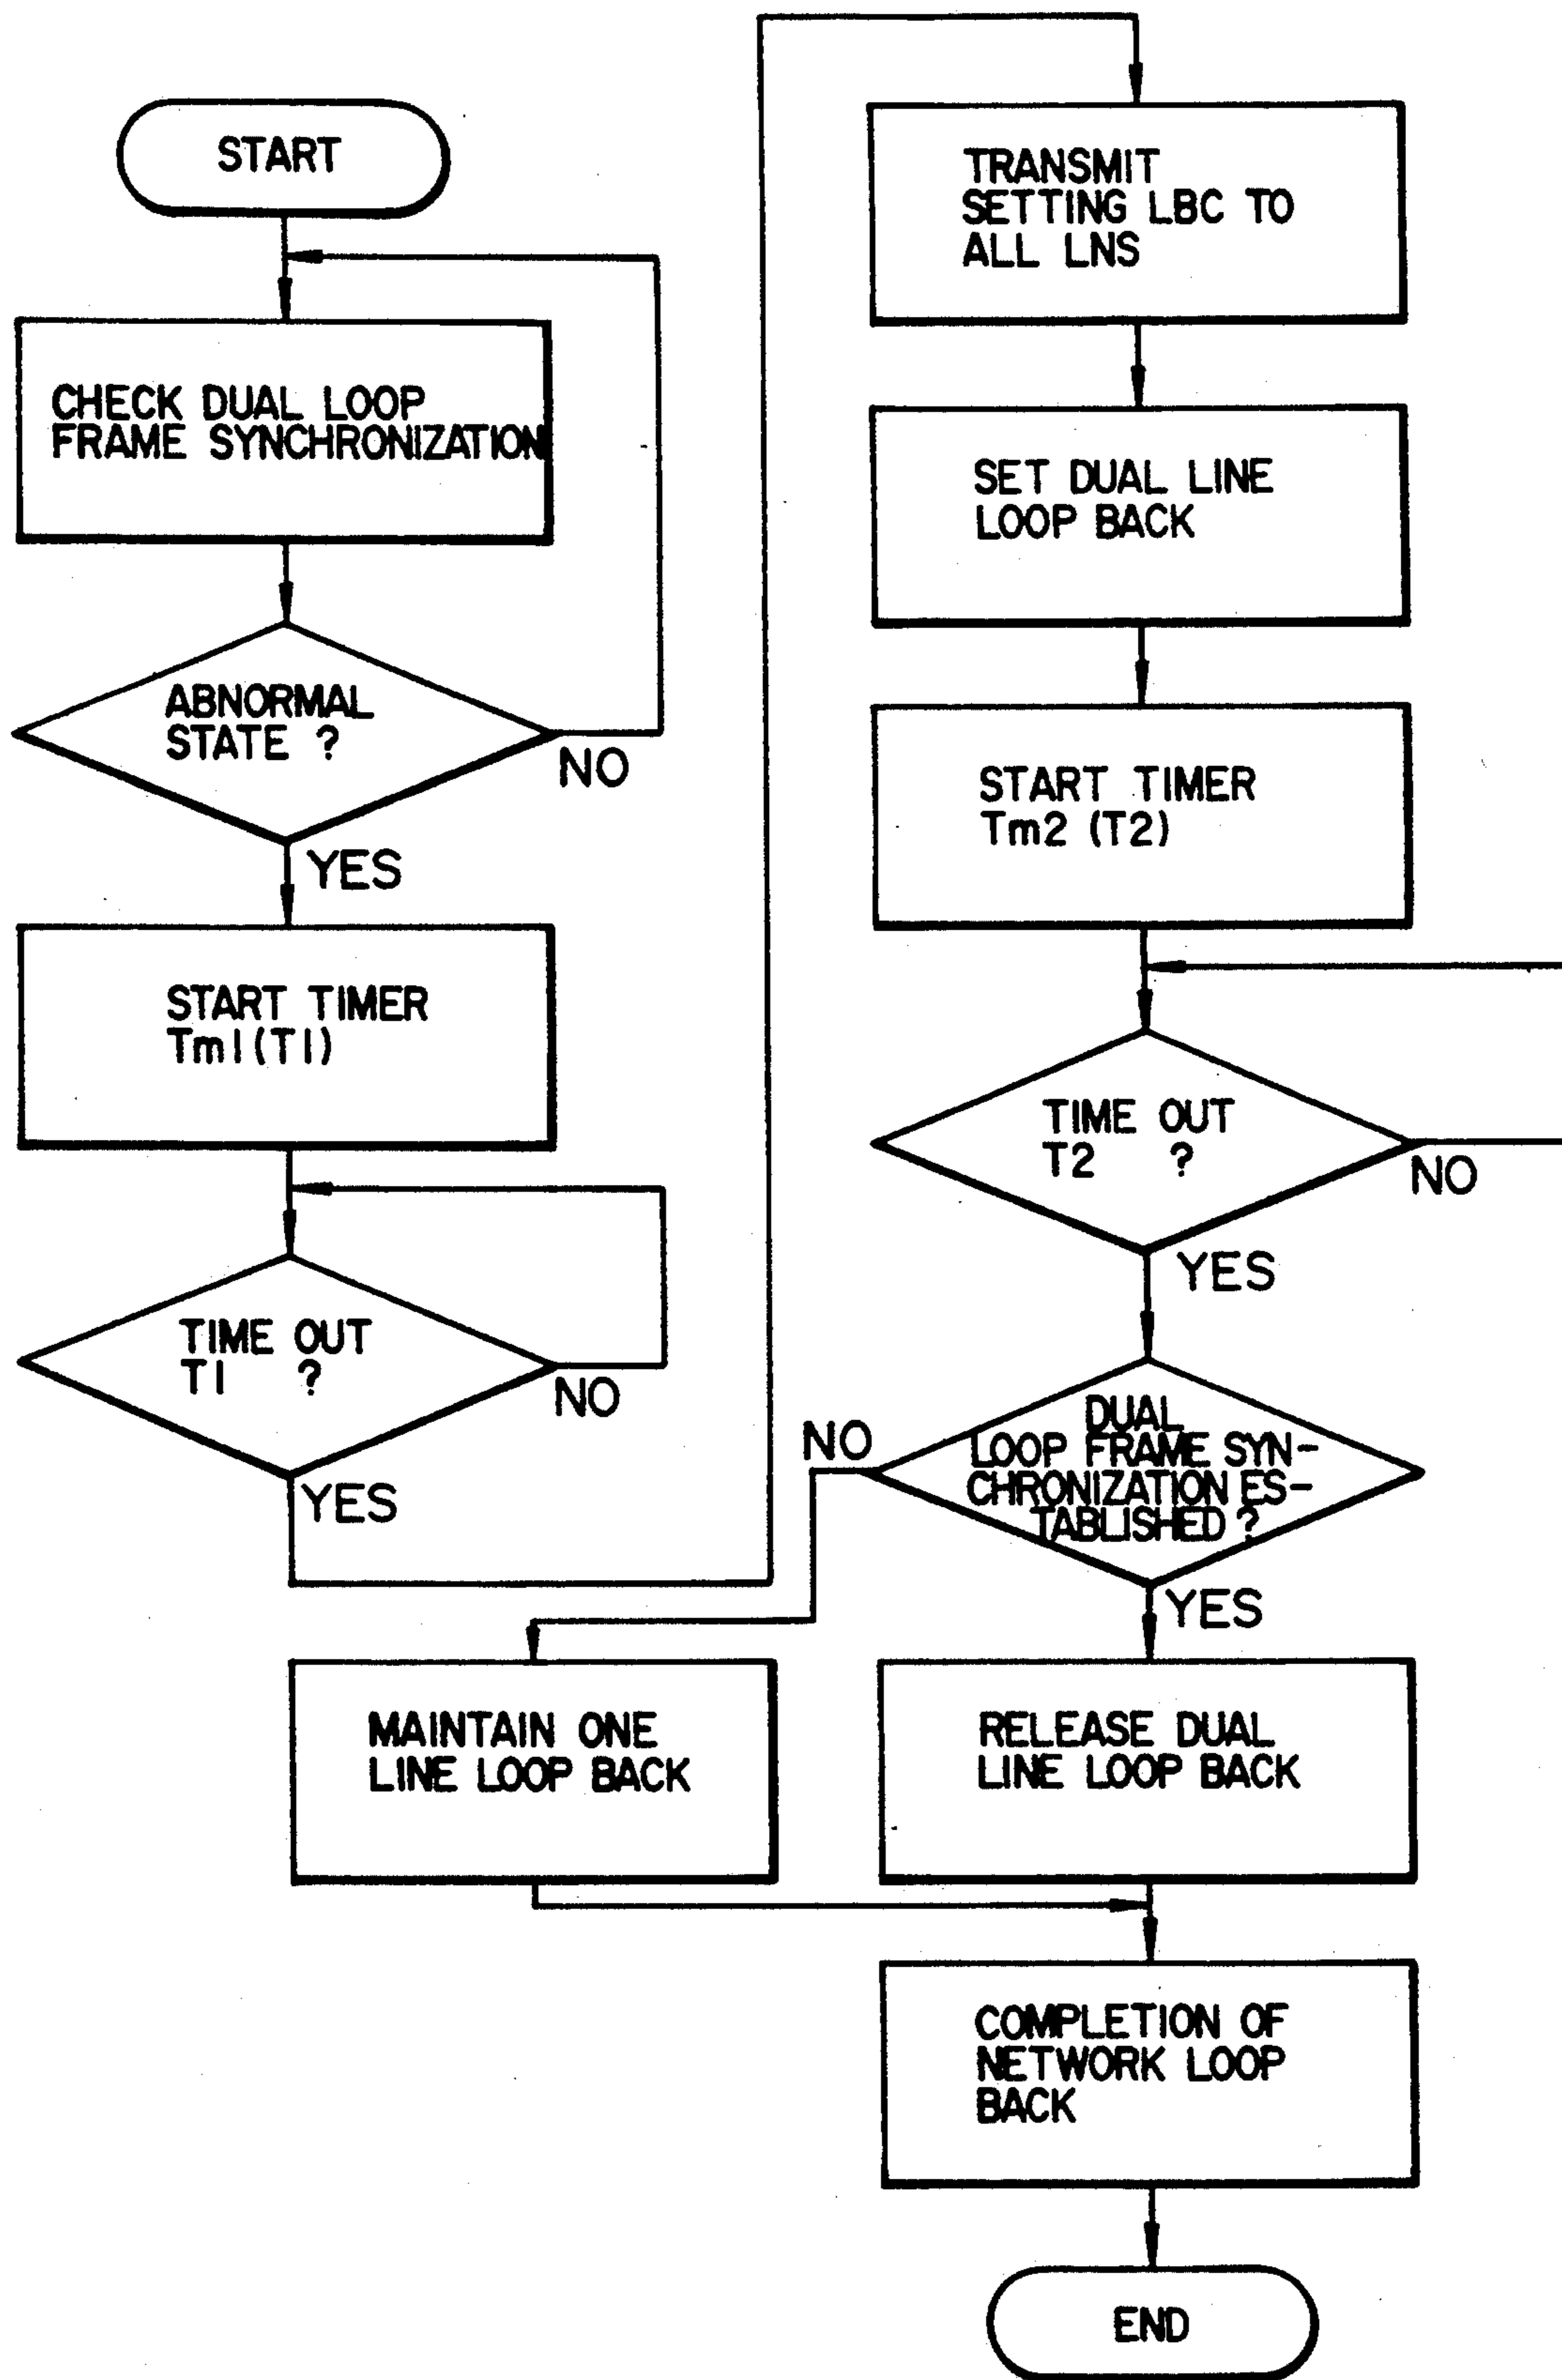 START
CHECK DUAL LOOP
FRAME SYNCHRONIZATION
ABNORMAL
STATE ?
NO
YES
START TIMER
Tm1(T1)
TIME OUT
T1 ?
NO
YES
TRANSMIT
SETTING LBC TO
ALL LNS
SET DUAL LINE
LOOP BACK
START TIMER
Tm2 (T2)
TIME OUT
T2 ?
NO
YES
DUAL
LOOP FRAME SYN-
CHRONIZATION ES-
TABLISHED ?
NO
YES
MAINTAIN ONE
LINE LOOP BACK
RELEASE DUAL
LINE LOOP BACK
COMPLETION OF
NETWORK LOOP
BACK
END